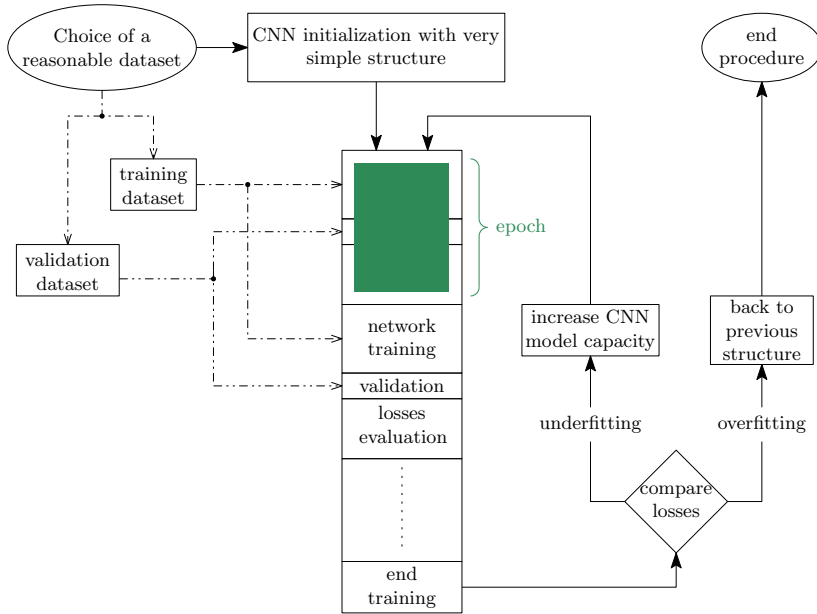 Choice of a
reasonable dataset
CNN initialization with very
simple structure
end
procedure
training
dataset
validation
dataset
epoch
network
training
validation
losses
evaluation
increase CNN
model capacity
back to
previous
structure
underfitting
overfitting
compare
losses
end
training